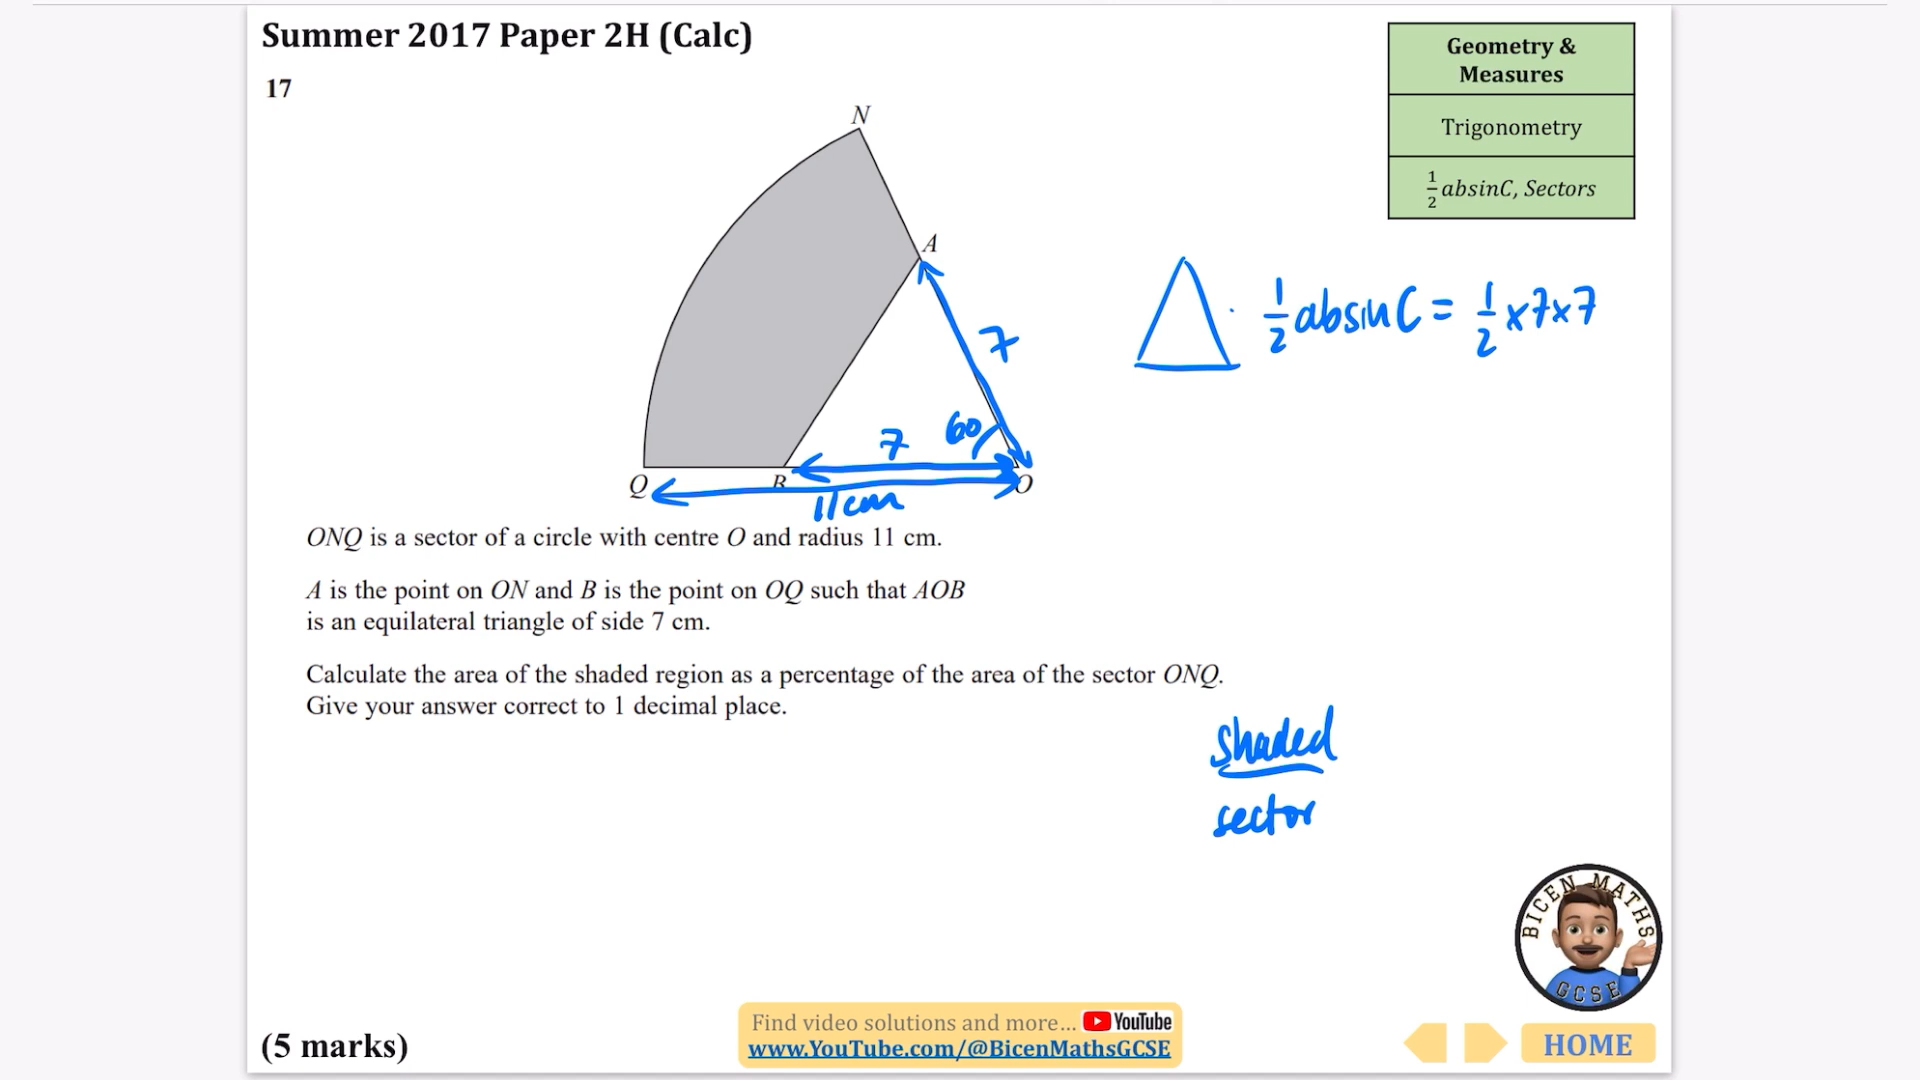 Summer 2017 Paper 2H (Calc)
17
Geometry &
Measures
Trigonometry
1/2 absinC, Sectors
N
A
7
60
7
Q
B
O
11cm
1/2 absinC = 1/2 x7x7
ONQ is a sector of a circle with centre O and radius 11 cm.
A is the point on ON and B is the point on OQ such that AOB
is an equilateral triangle of side 7 cm.
Calculate the area of the shaded region as a percentage of the area of the sector ONQ.
Give your answer correct to 1 decimal place.
shaded
sector
BICEN MATHS
GCSE
(5 marks)
Find video solutions and more... YouTube
www.YouTube.com/@BicenMathsGCSE
HOME